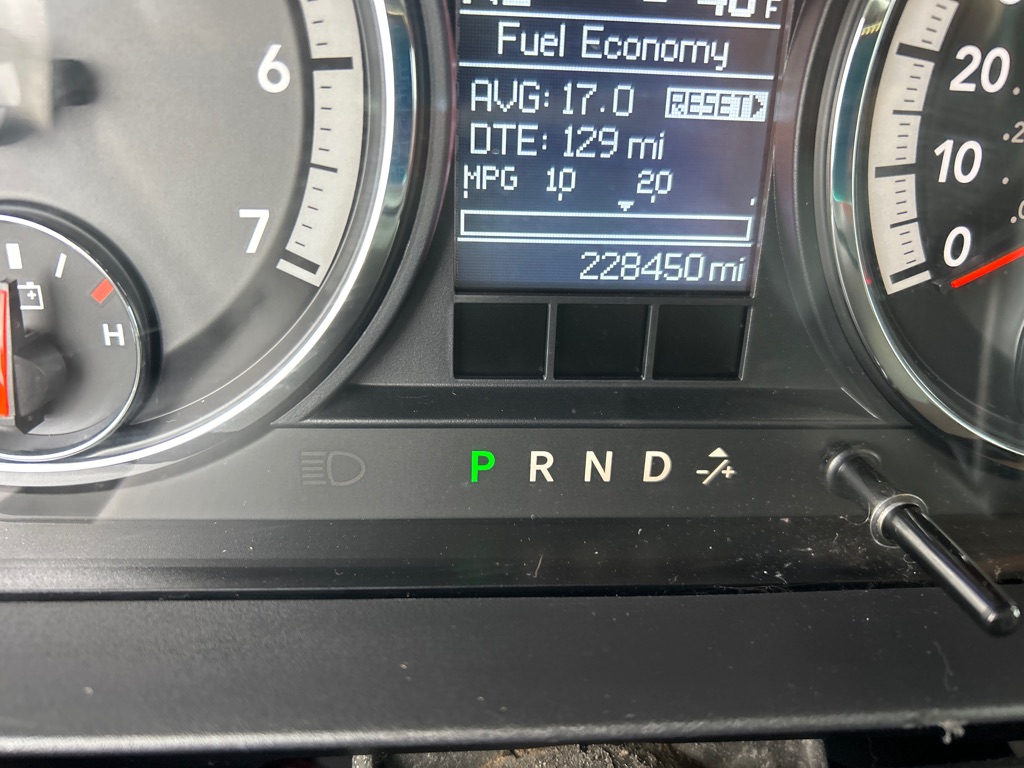 Fuel Economy
AVG: 17.0 RESET
DTE: 129 mi
MPG 10 20
228450 mi
6
7
H
20
10
0
P R N D -/+